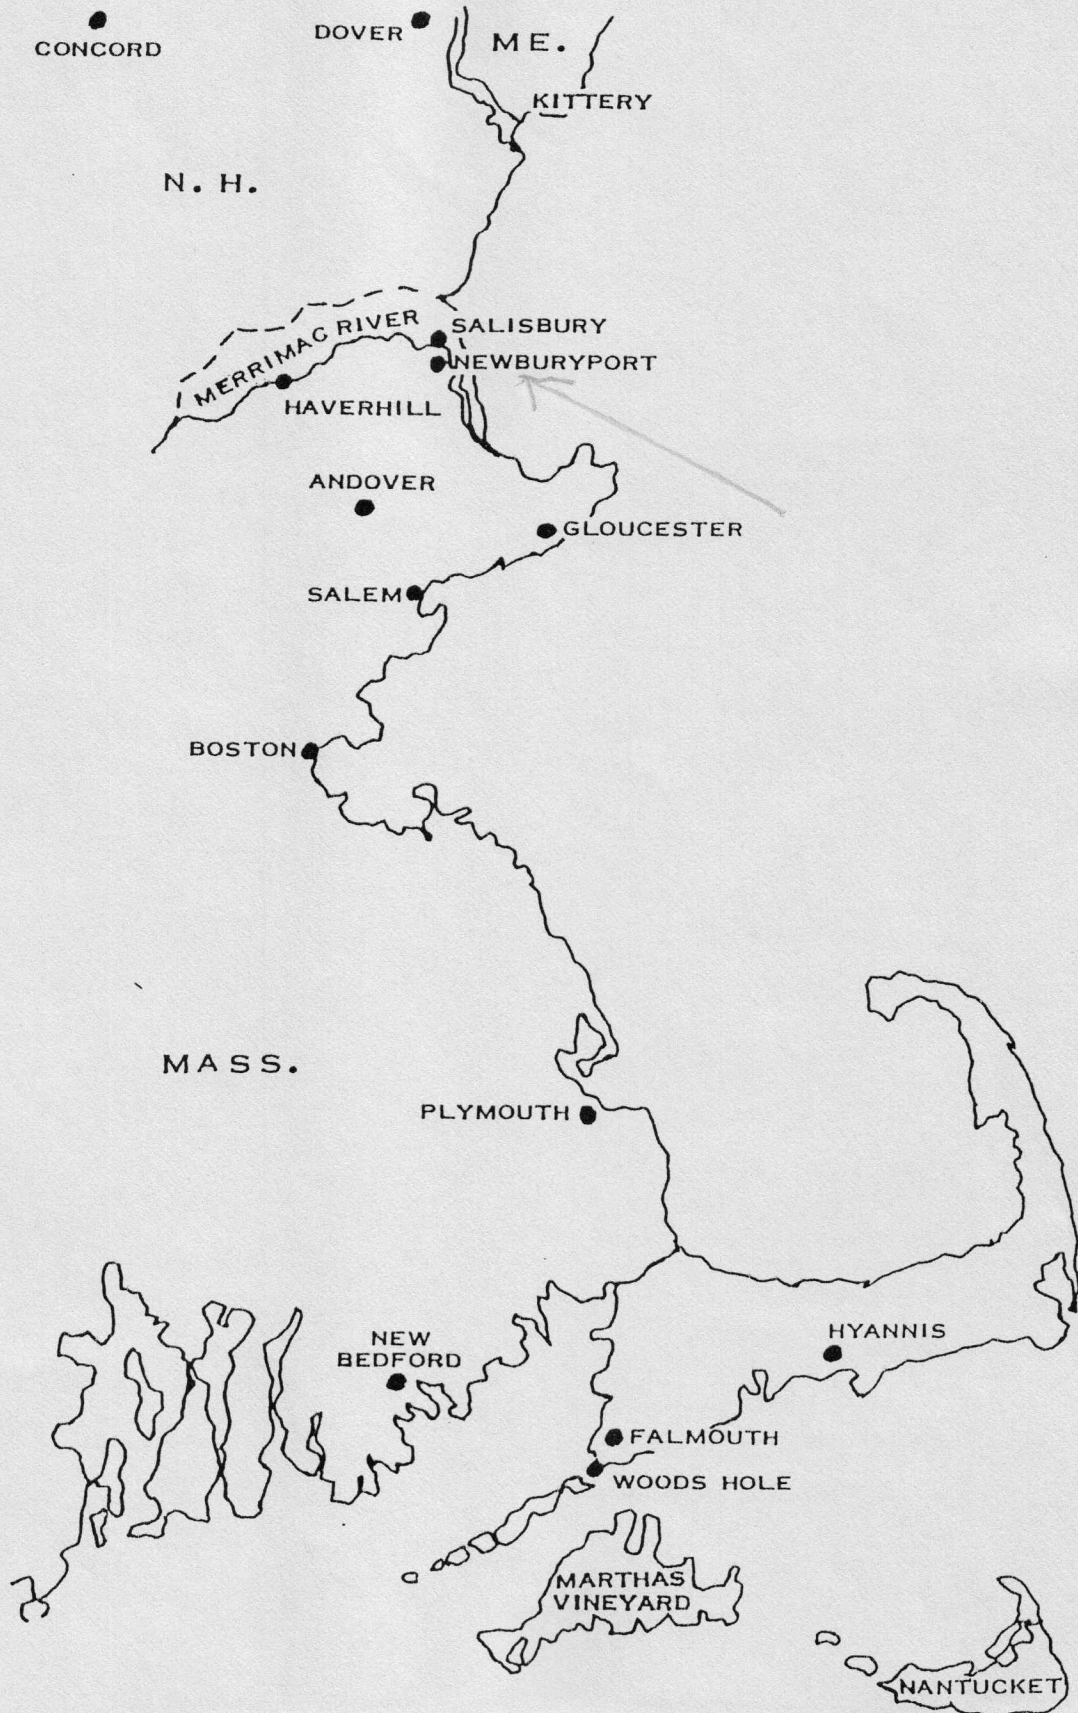 CONCORD
DOVER
ME.
KITTERY
N. H.
MERRIMAC RIVER
SALISBURY
NEWBURYPORT
HAVERHILL
ANDOVER
GLOUCESTER
SALEM
BOSTON
MASS.
PLYMOUTH
NEW
BEDFORD
HYANNIS
FALMOUTH
WOODS HOLE
MARTHAS
VINEYARD
NANTUCKET